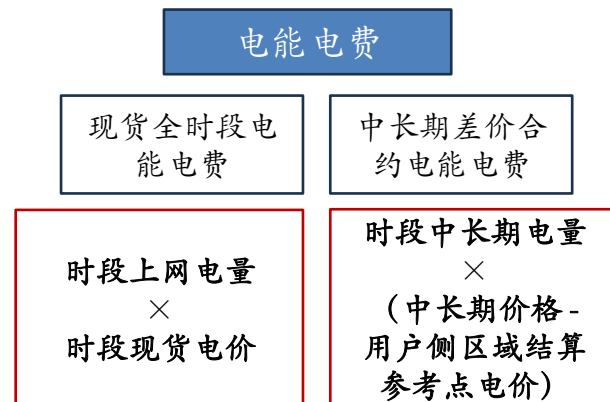 电能电费
现货全时段电
能电费
中长期差价合
约电能电费
时段上网电量
×
时段现货电价
时段中长期电量
×
（中长期价格-
用户侧区域结算
参考点电价）